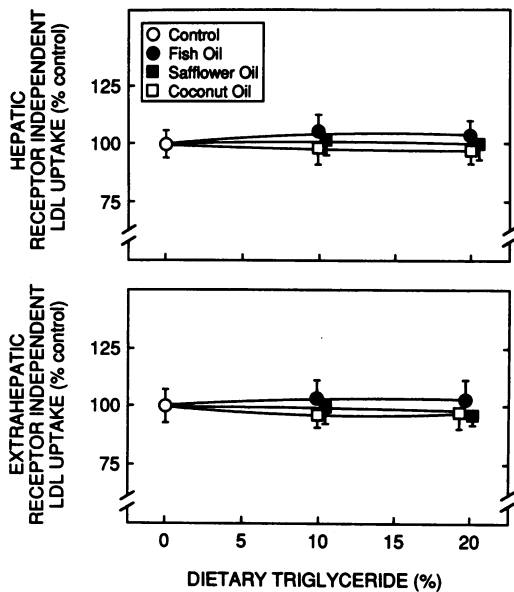 Control
Fish Oil
Safflower Oil
Coconut Oil
HEPATIC
RECEPTOR INDEPENDENT
LDL UPTAKE (% control)
125
100
75
EXTRAHEPATIC
RECEPTOR INDEPENDENT
LDL UPTAKE (% control)
125
100
75
0 5 10 15 20
DIETARY TRIGLYCERIDE (%)